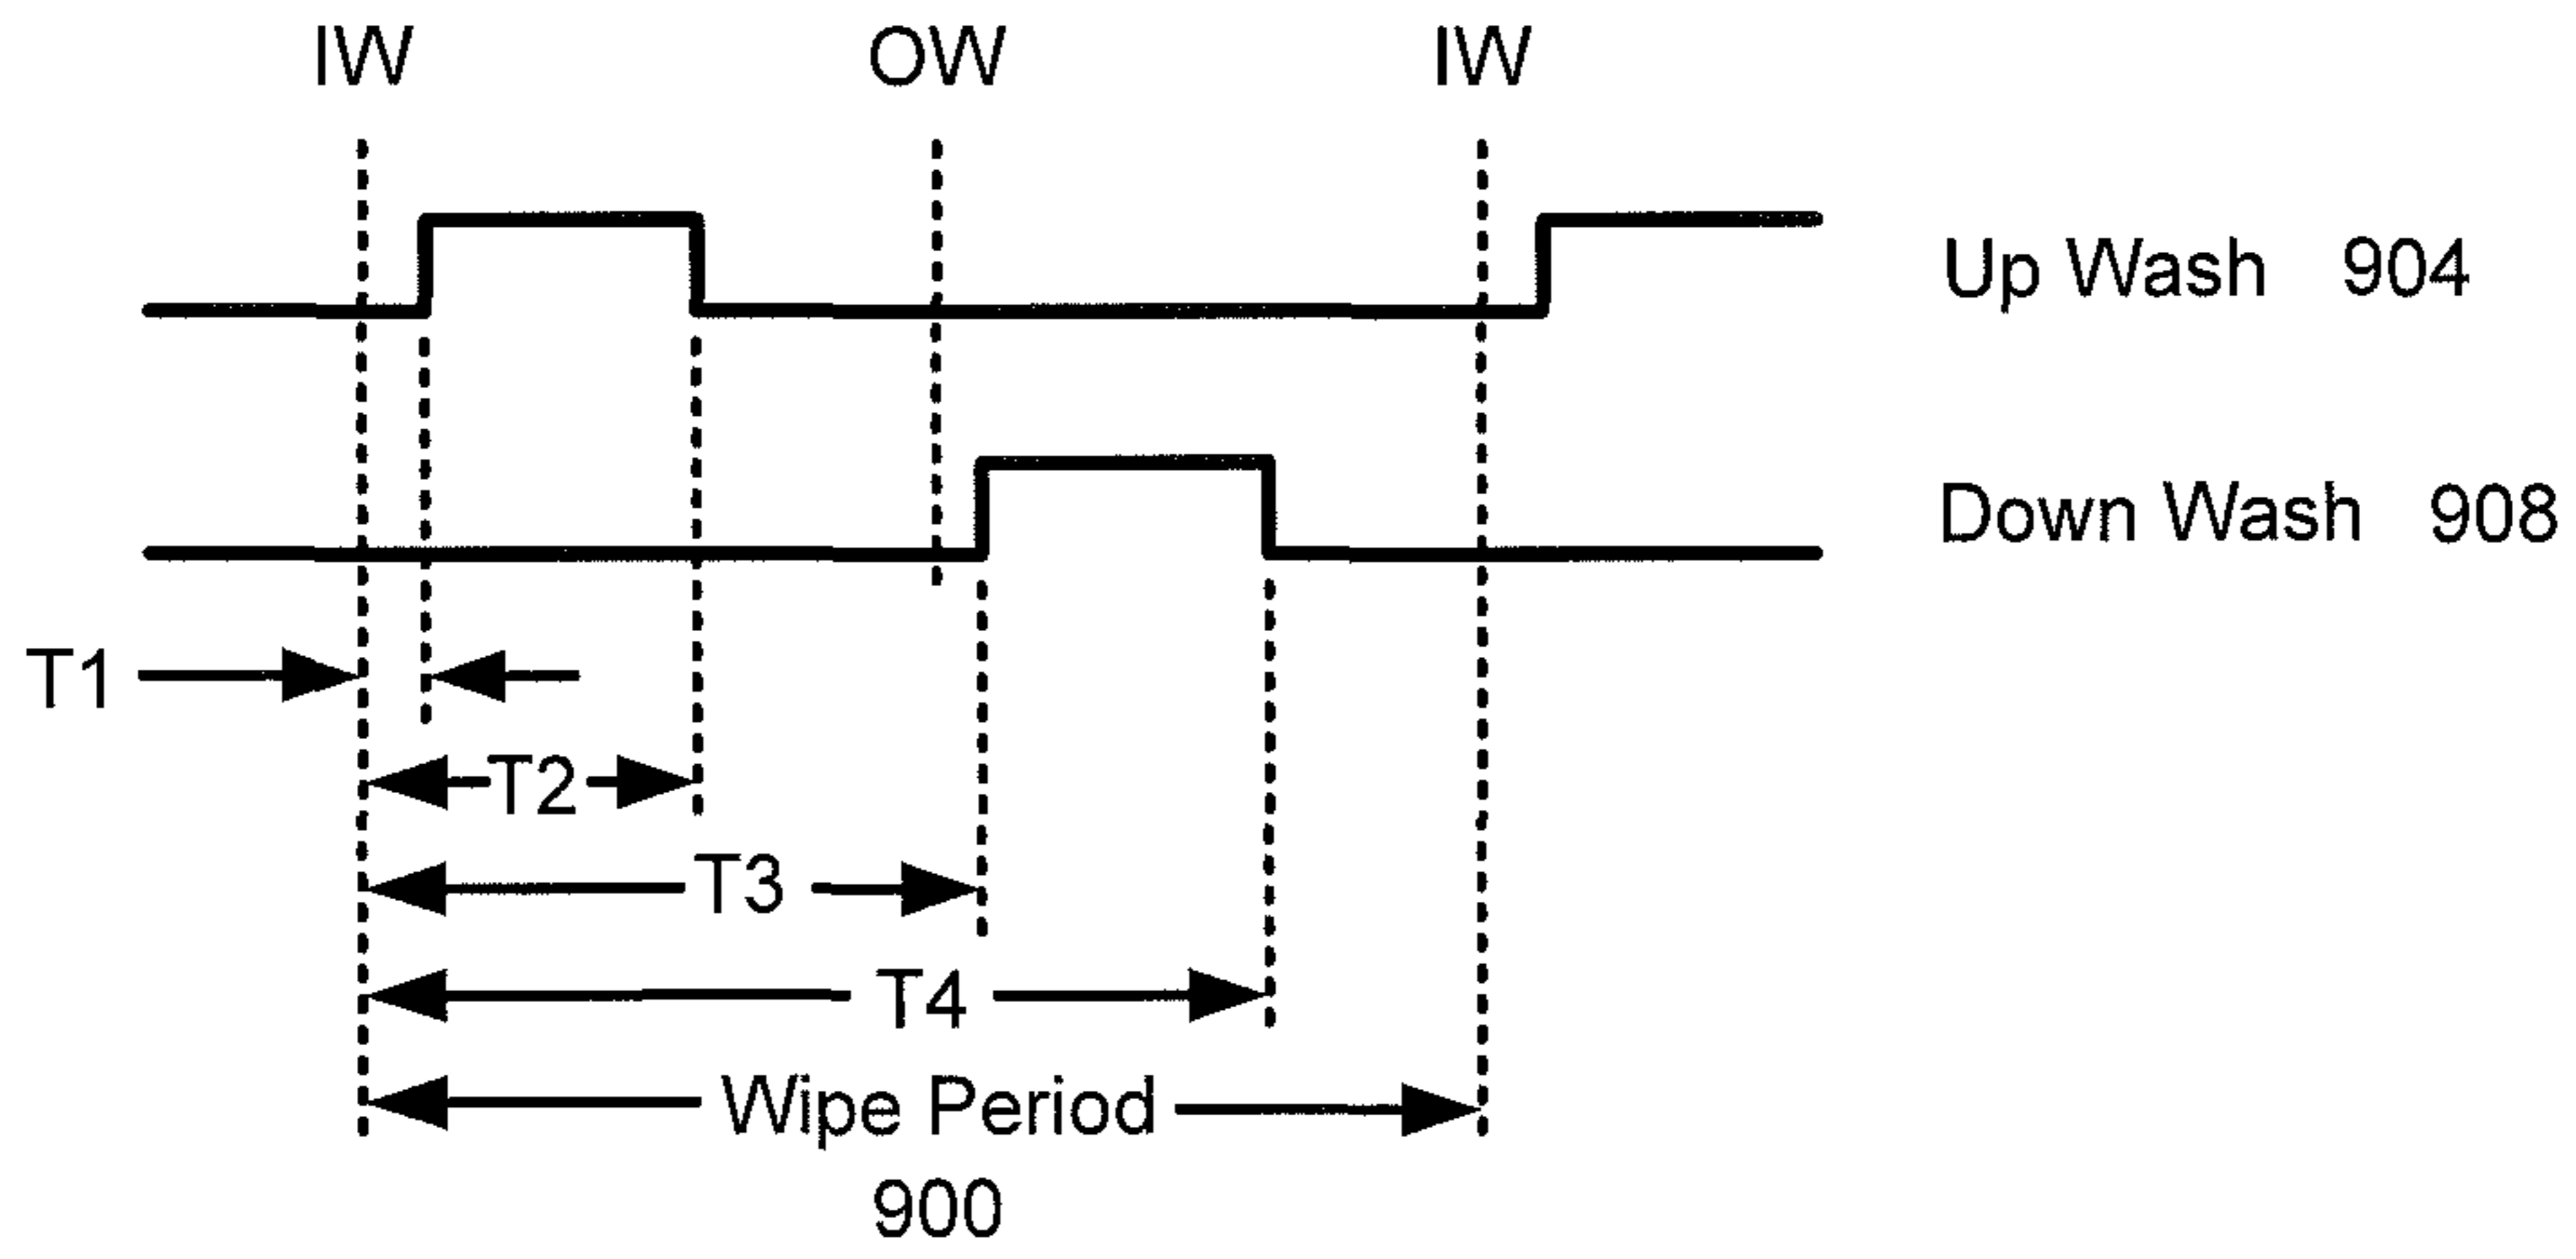 IW OW IW
Up Wash 904
Down Wash 908
T1
T2
T3
T4
Wipe Period
900